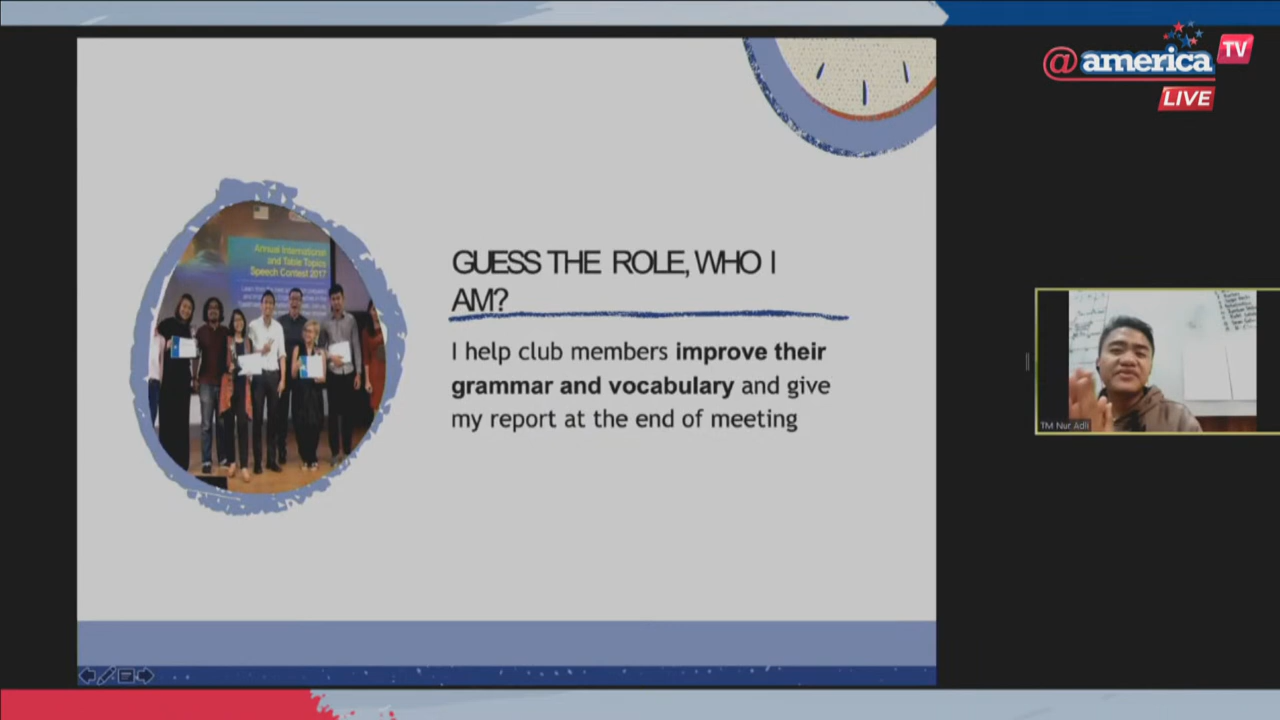 @america TV
LIVE
Annual International
and Table Topics
Speech Contest 2017
GUESS THE ROLE, WHO I
AM?
I help club members improve their
grammar and vocabulary and give
my report at the end of meeting
TM Nur Adli